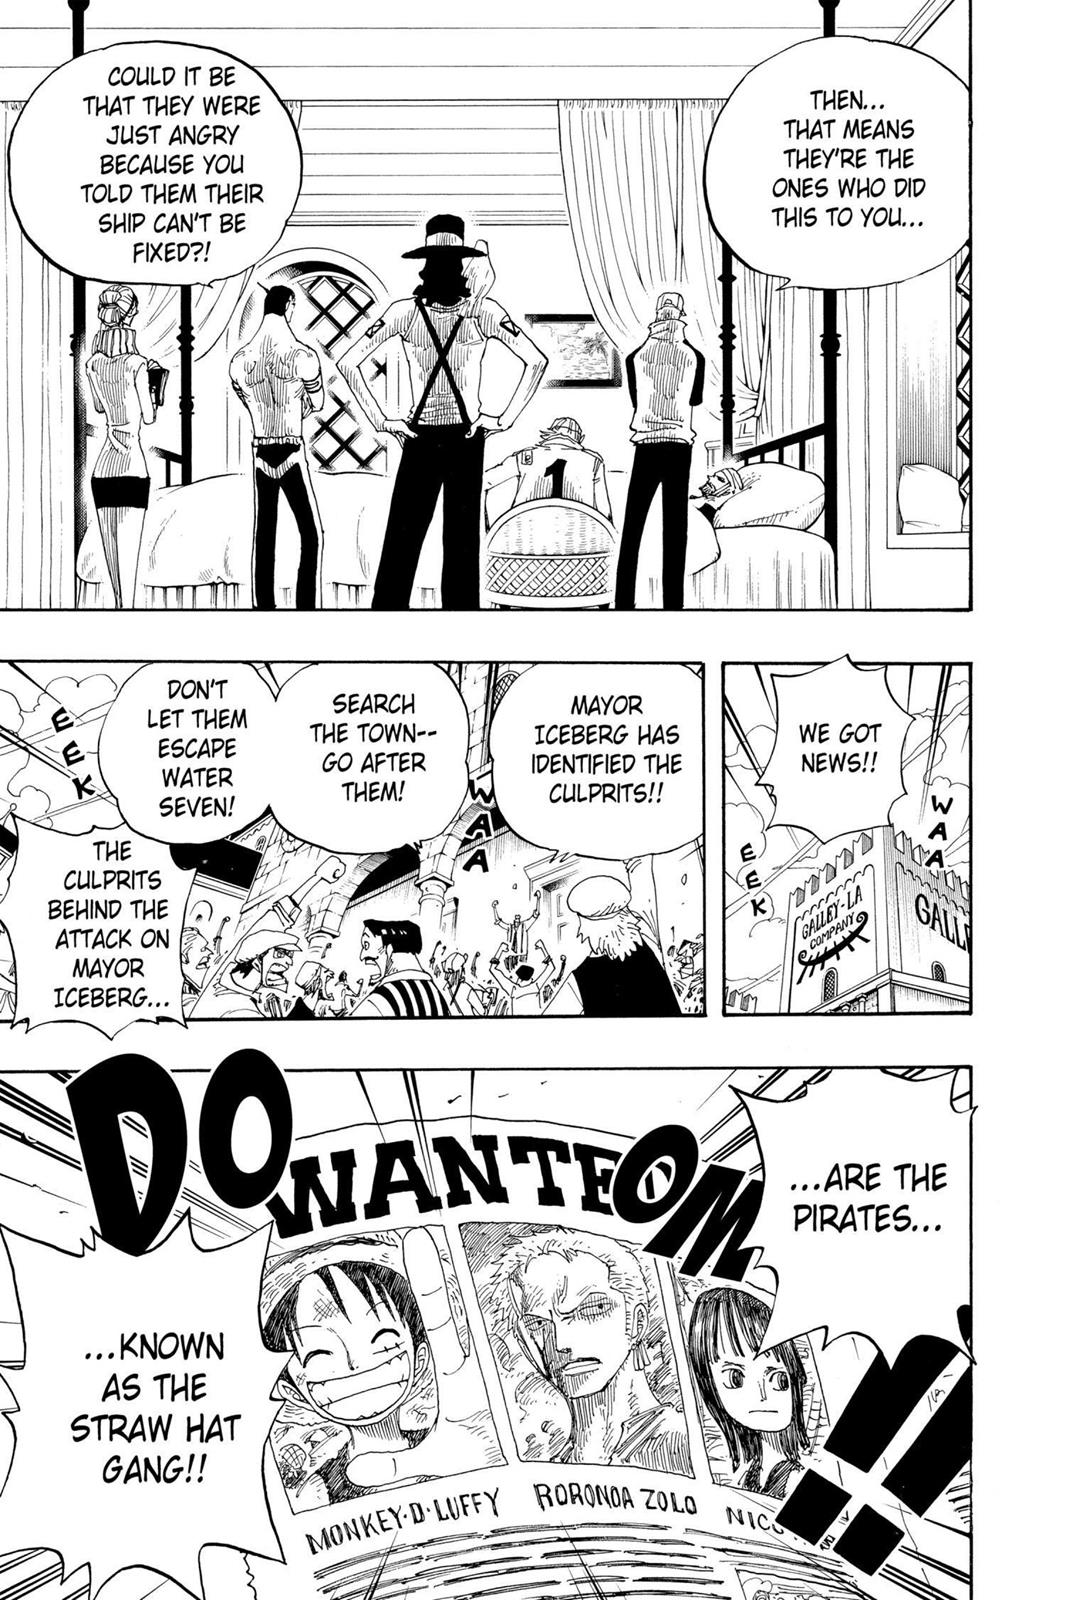 THEN...
THAT MEANS
THEY'RE THE
ONES WHO DID
THIS TO YOU...
COULD IT BE
THAT THEY WERE
JUST ANGRY
BECAUSE YOU
TOLD THEM THEIR
SHIP CAN'T BE
FIXED?!
1
WE GOT
NEWS!!
WAA
EEK
GALLEY-LA
COMPANY
GALLE
MAYOR
ICEBERG HAS
IDENTIFIED THE
CULPRITS!!
SEARCH
THE TOWN--
GO AFTER
THEM!
WAA
DON'T
LET THEM
ESCAPE
WATER
SEVEN!
EEK
THE
CULPRITS
BEHIND THE
ATTACK ON
MAYOR
ICEBERG...
...ARE THE
PIRATES...
DOOM!!
WANTE
...KNOWN
AS THE
STRAW HAT
GANG!!
MONKEY·D·LUFFY
RORONOA ZOLO
NICO